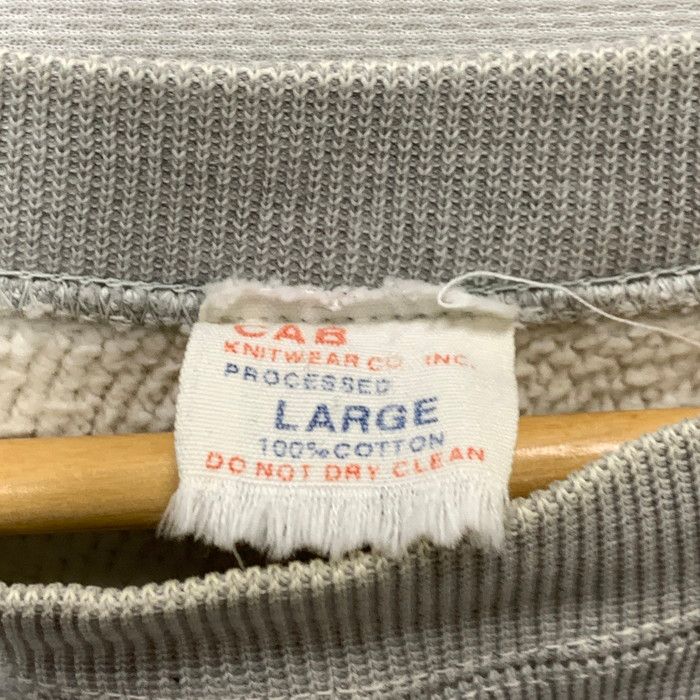 CAB
KNITWEAR CO. INC.
PROCESSED
LARGE
100% COTTON
DO NOT DRY CLEAN